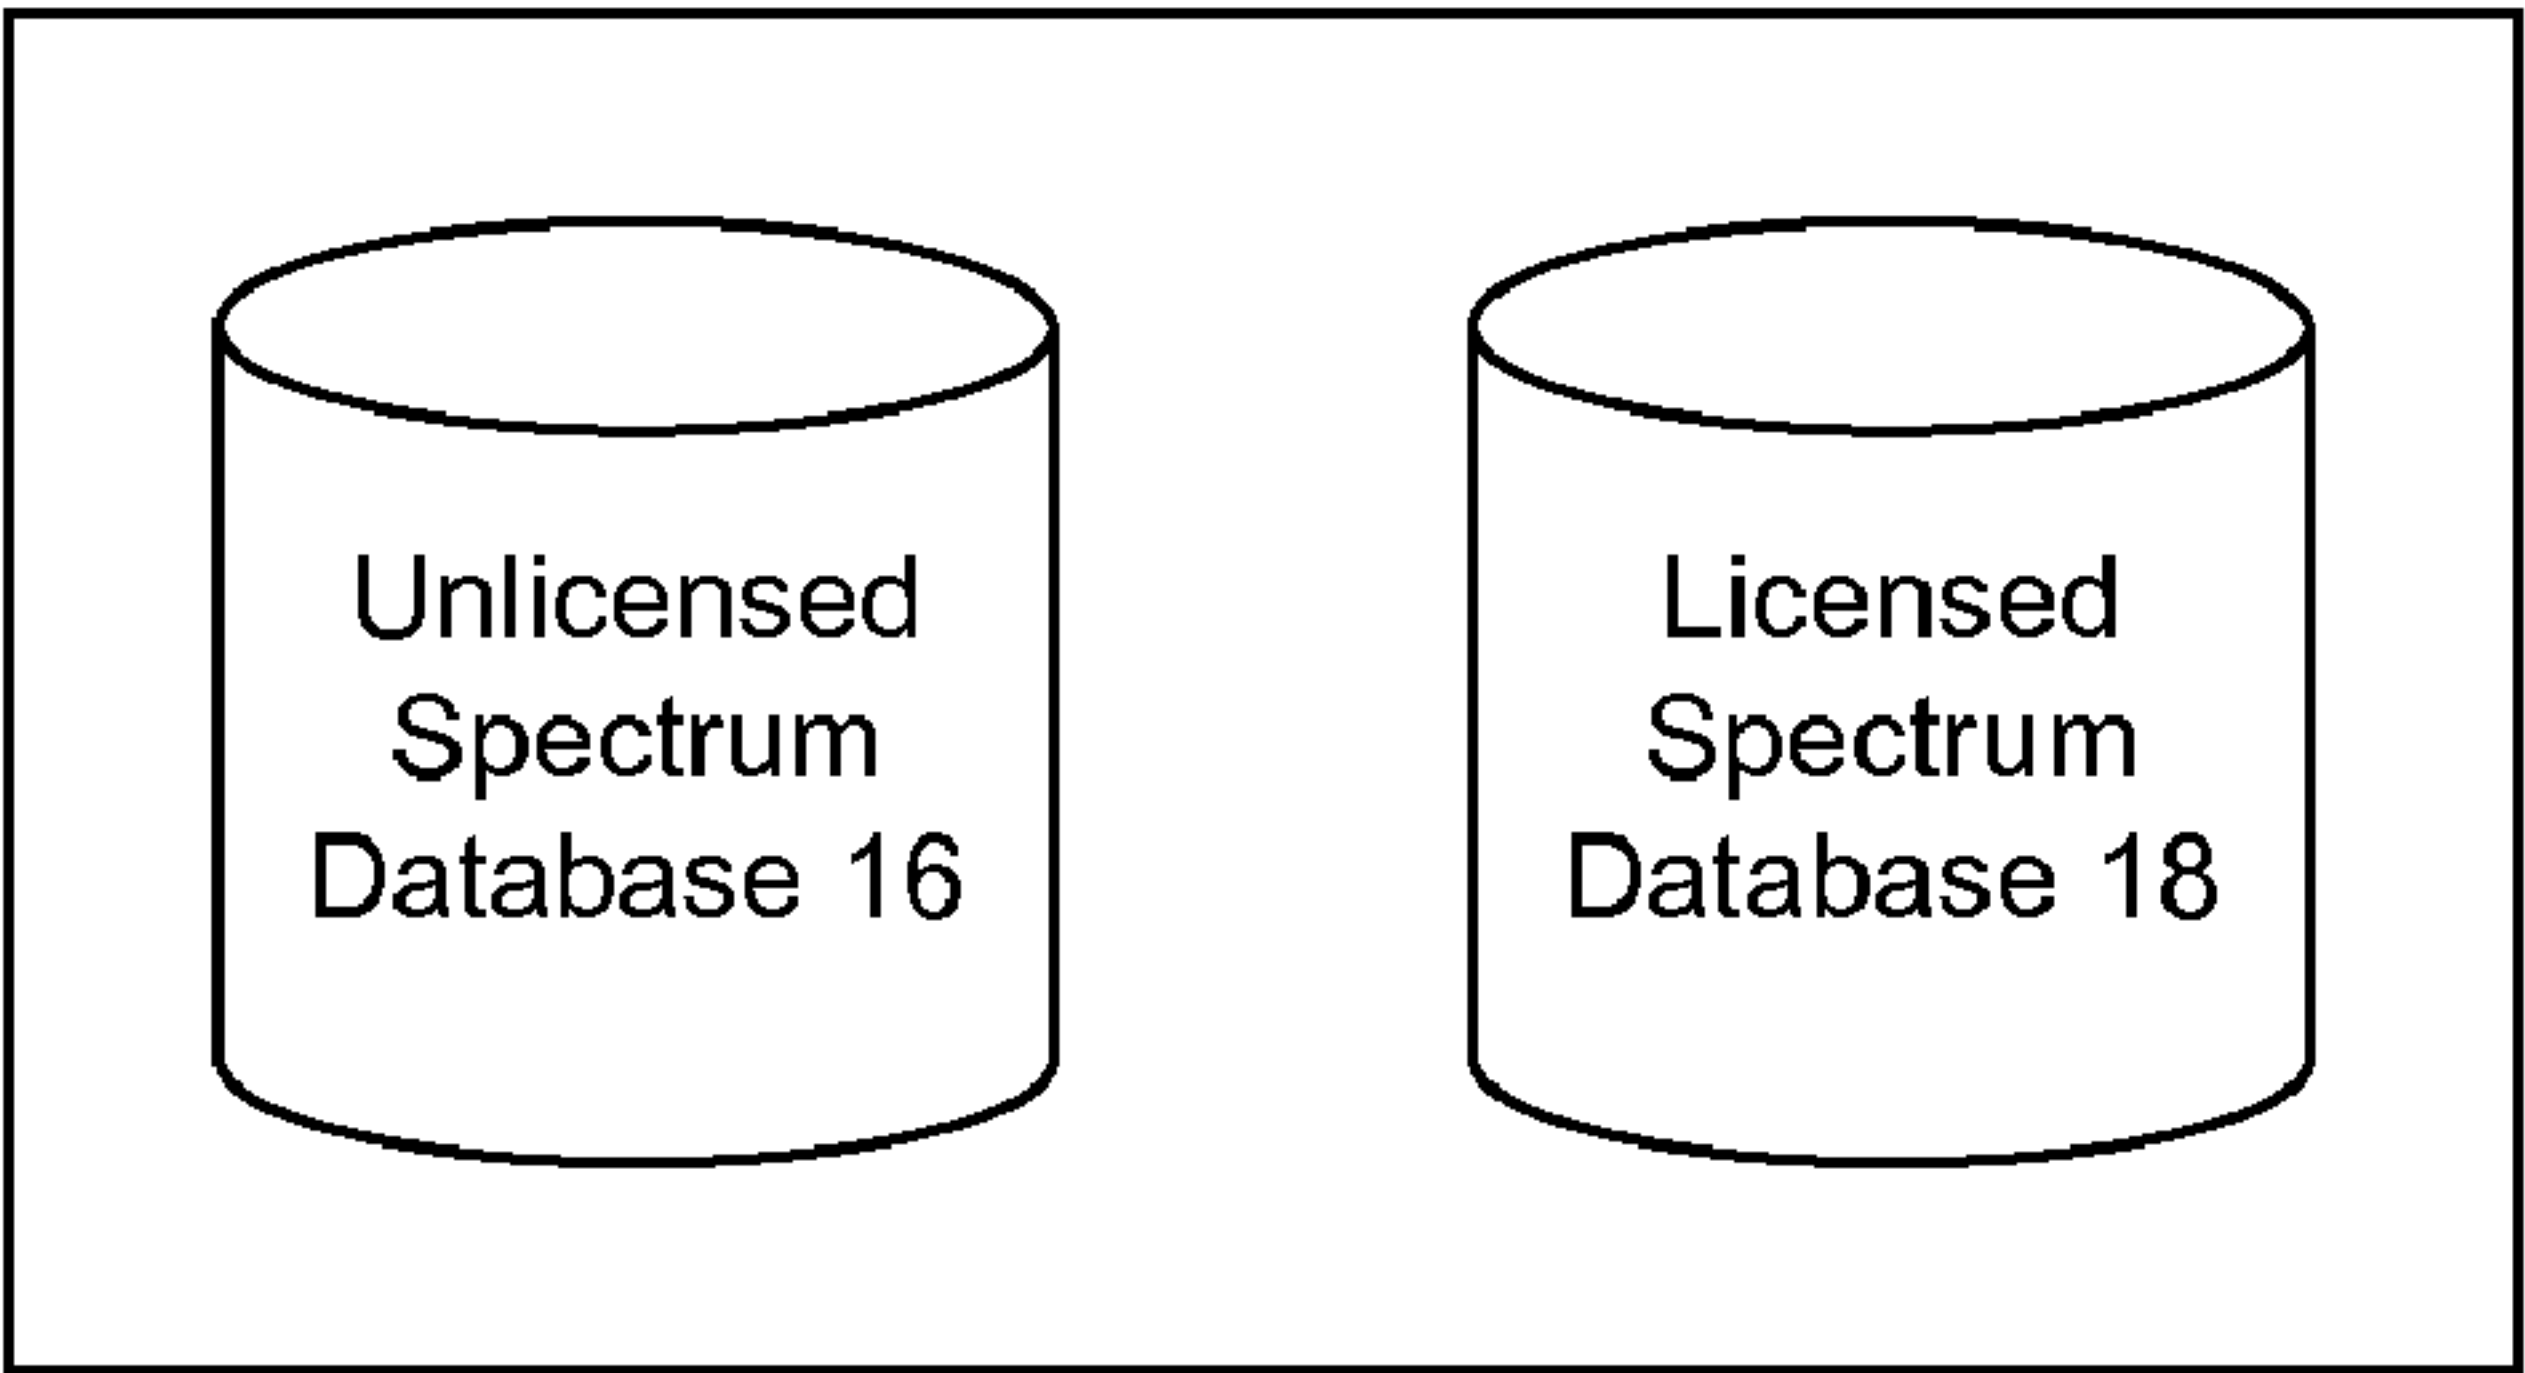 Unlicensed
Spectrum
Database 16
Licensed
Spectrum
Database 18